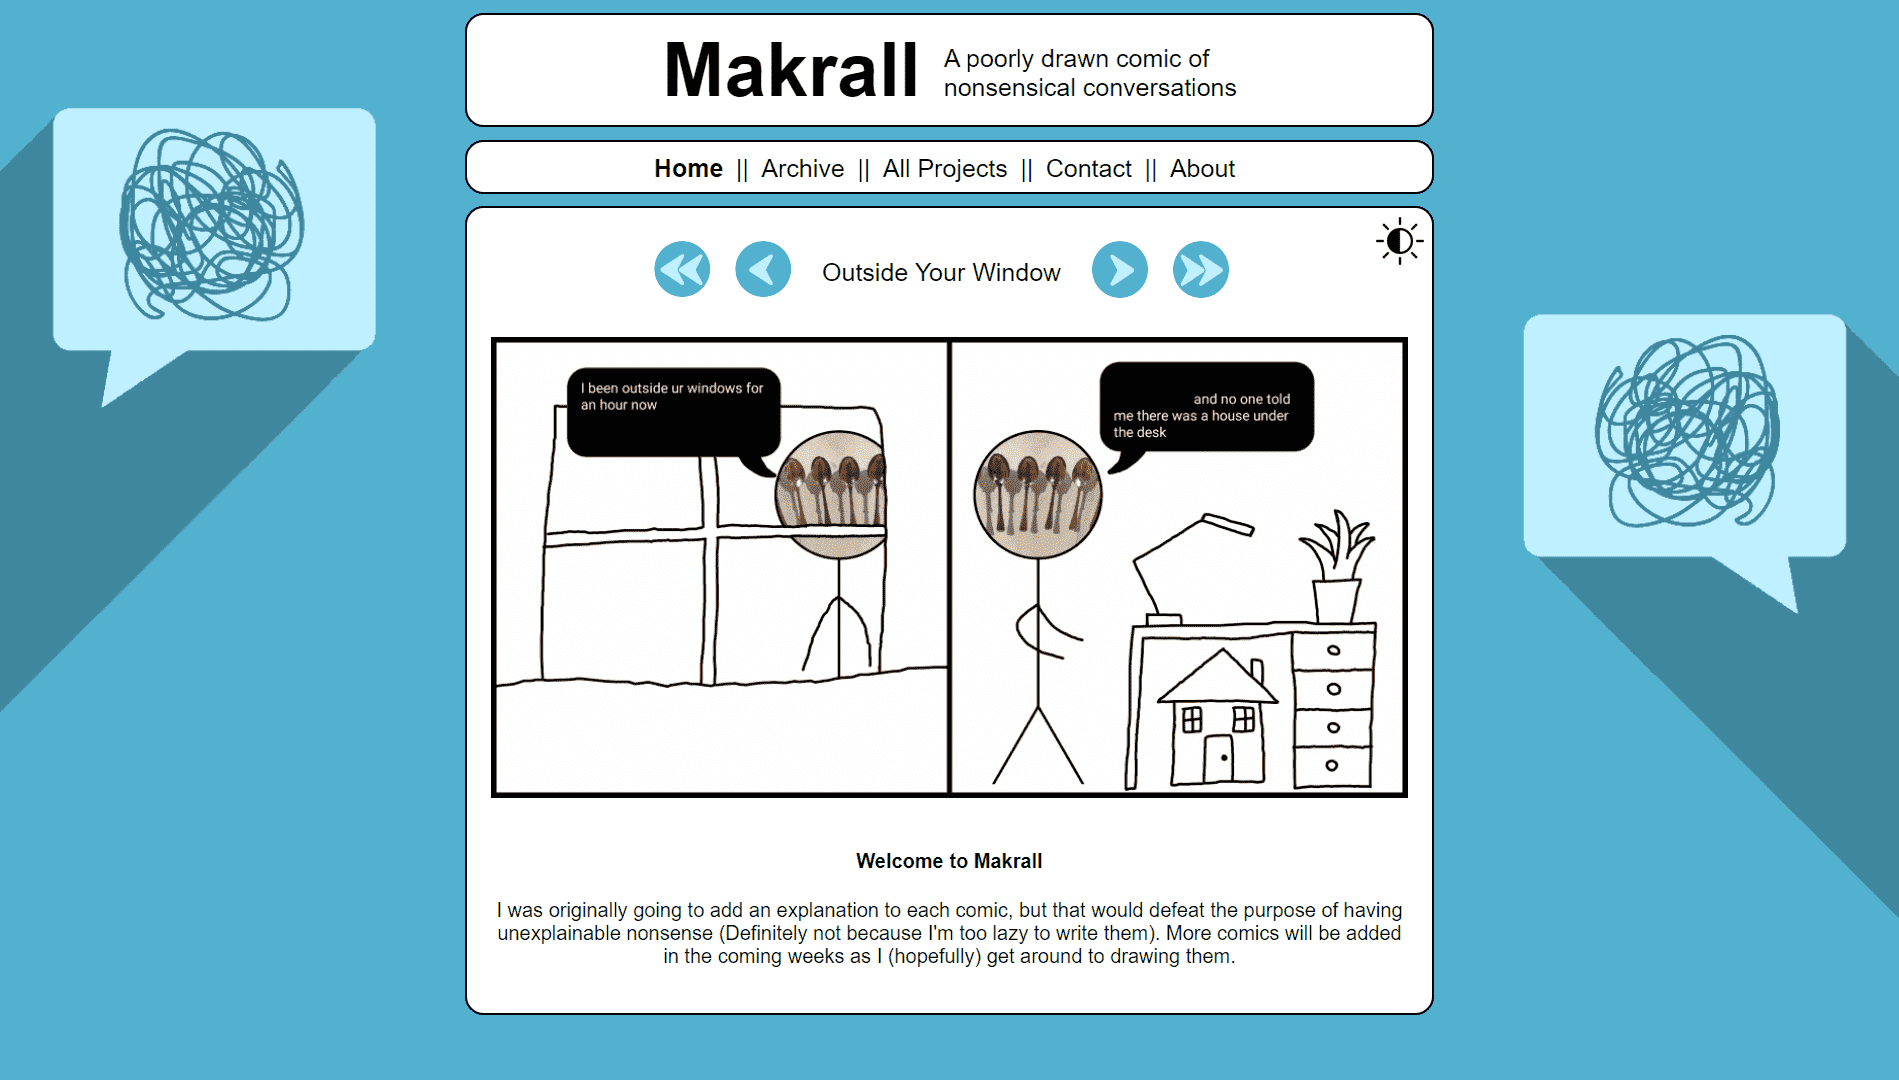 Makrall
A poorly drawn comic of
nonsensical conversations
Home || Archive || All Projects || Contact || About
Outside Your Window
I been outside ur windows for
an hour now
and no one told
me there was a house under
the desk
Welcome to Makrall
I was originally going to add an explanation to each comic, but that would defeat the purpose of having
unexplainable nonsense (Definitely not because I'm too lazy to write them). More comics will be added
in the coming weeks as I (hopefully) get around to drawing them.